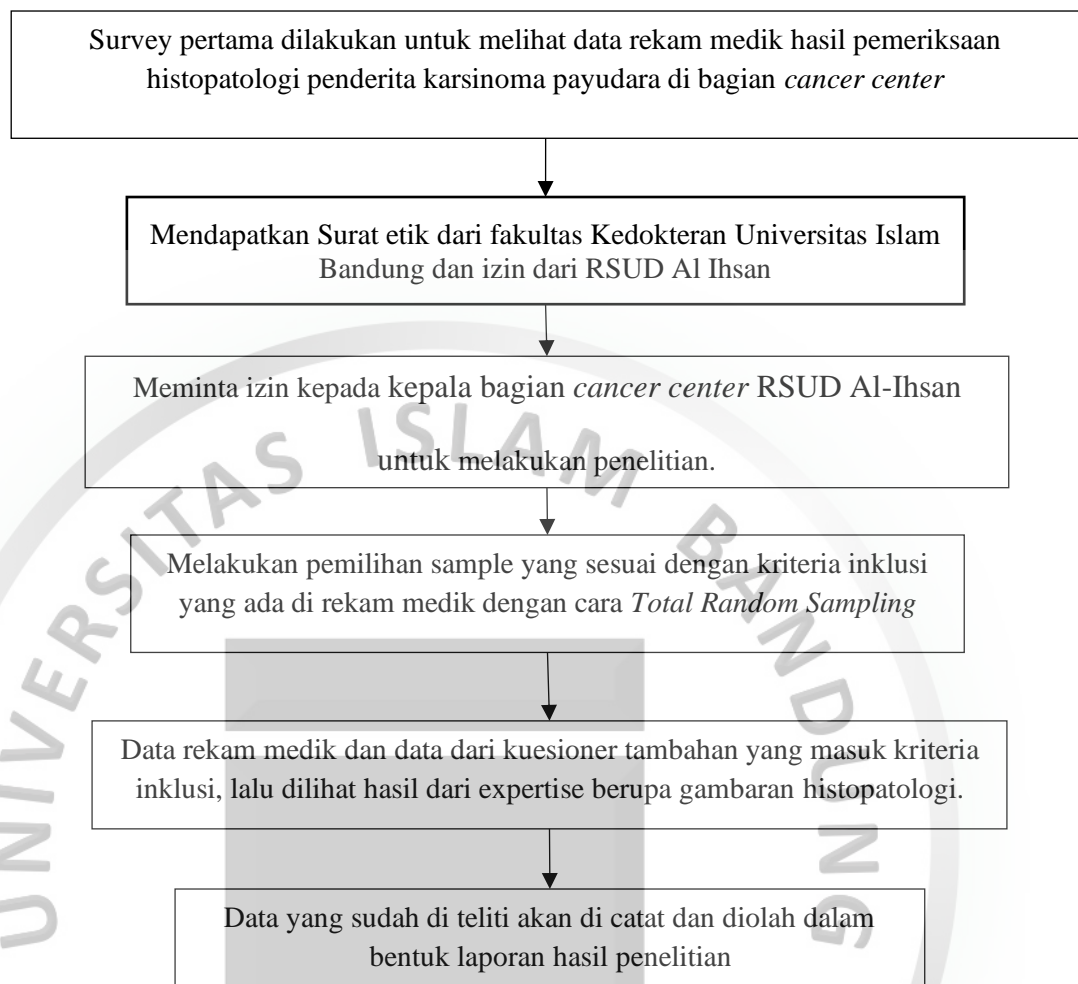 Survey pertama dilakukan untuk melihat data rekam medik hasil pemeriksaan
histopatologi penderita karsinoma payudara di bagian cancer center
Mendapatkan Surat etik dari fakultas Kedokteran Universitas Islam
Bandung dan izin dari RSUD Al Ihsan
Meminta izin kepada kepala bagian cancer center RSUD Al-Ihsan
untuk melakukan penelitian.
Melakukan pemilihan sample yang sesuai dengan kriteria inklusi
yang ada di rekam medik dengan cara Total Random Sampling
Data rekam medik dan data dari kuesioner tambahan yang masuk kriteria
inklusi, lalu dilihat hasil dari expertise berupa gambaran histopatologi.
Data yang sudah di teliti akan di catat dan diolah dalam
bentuk laporan hasil penelitian
UNIVERSITAS ISLAM BANDUNG